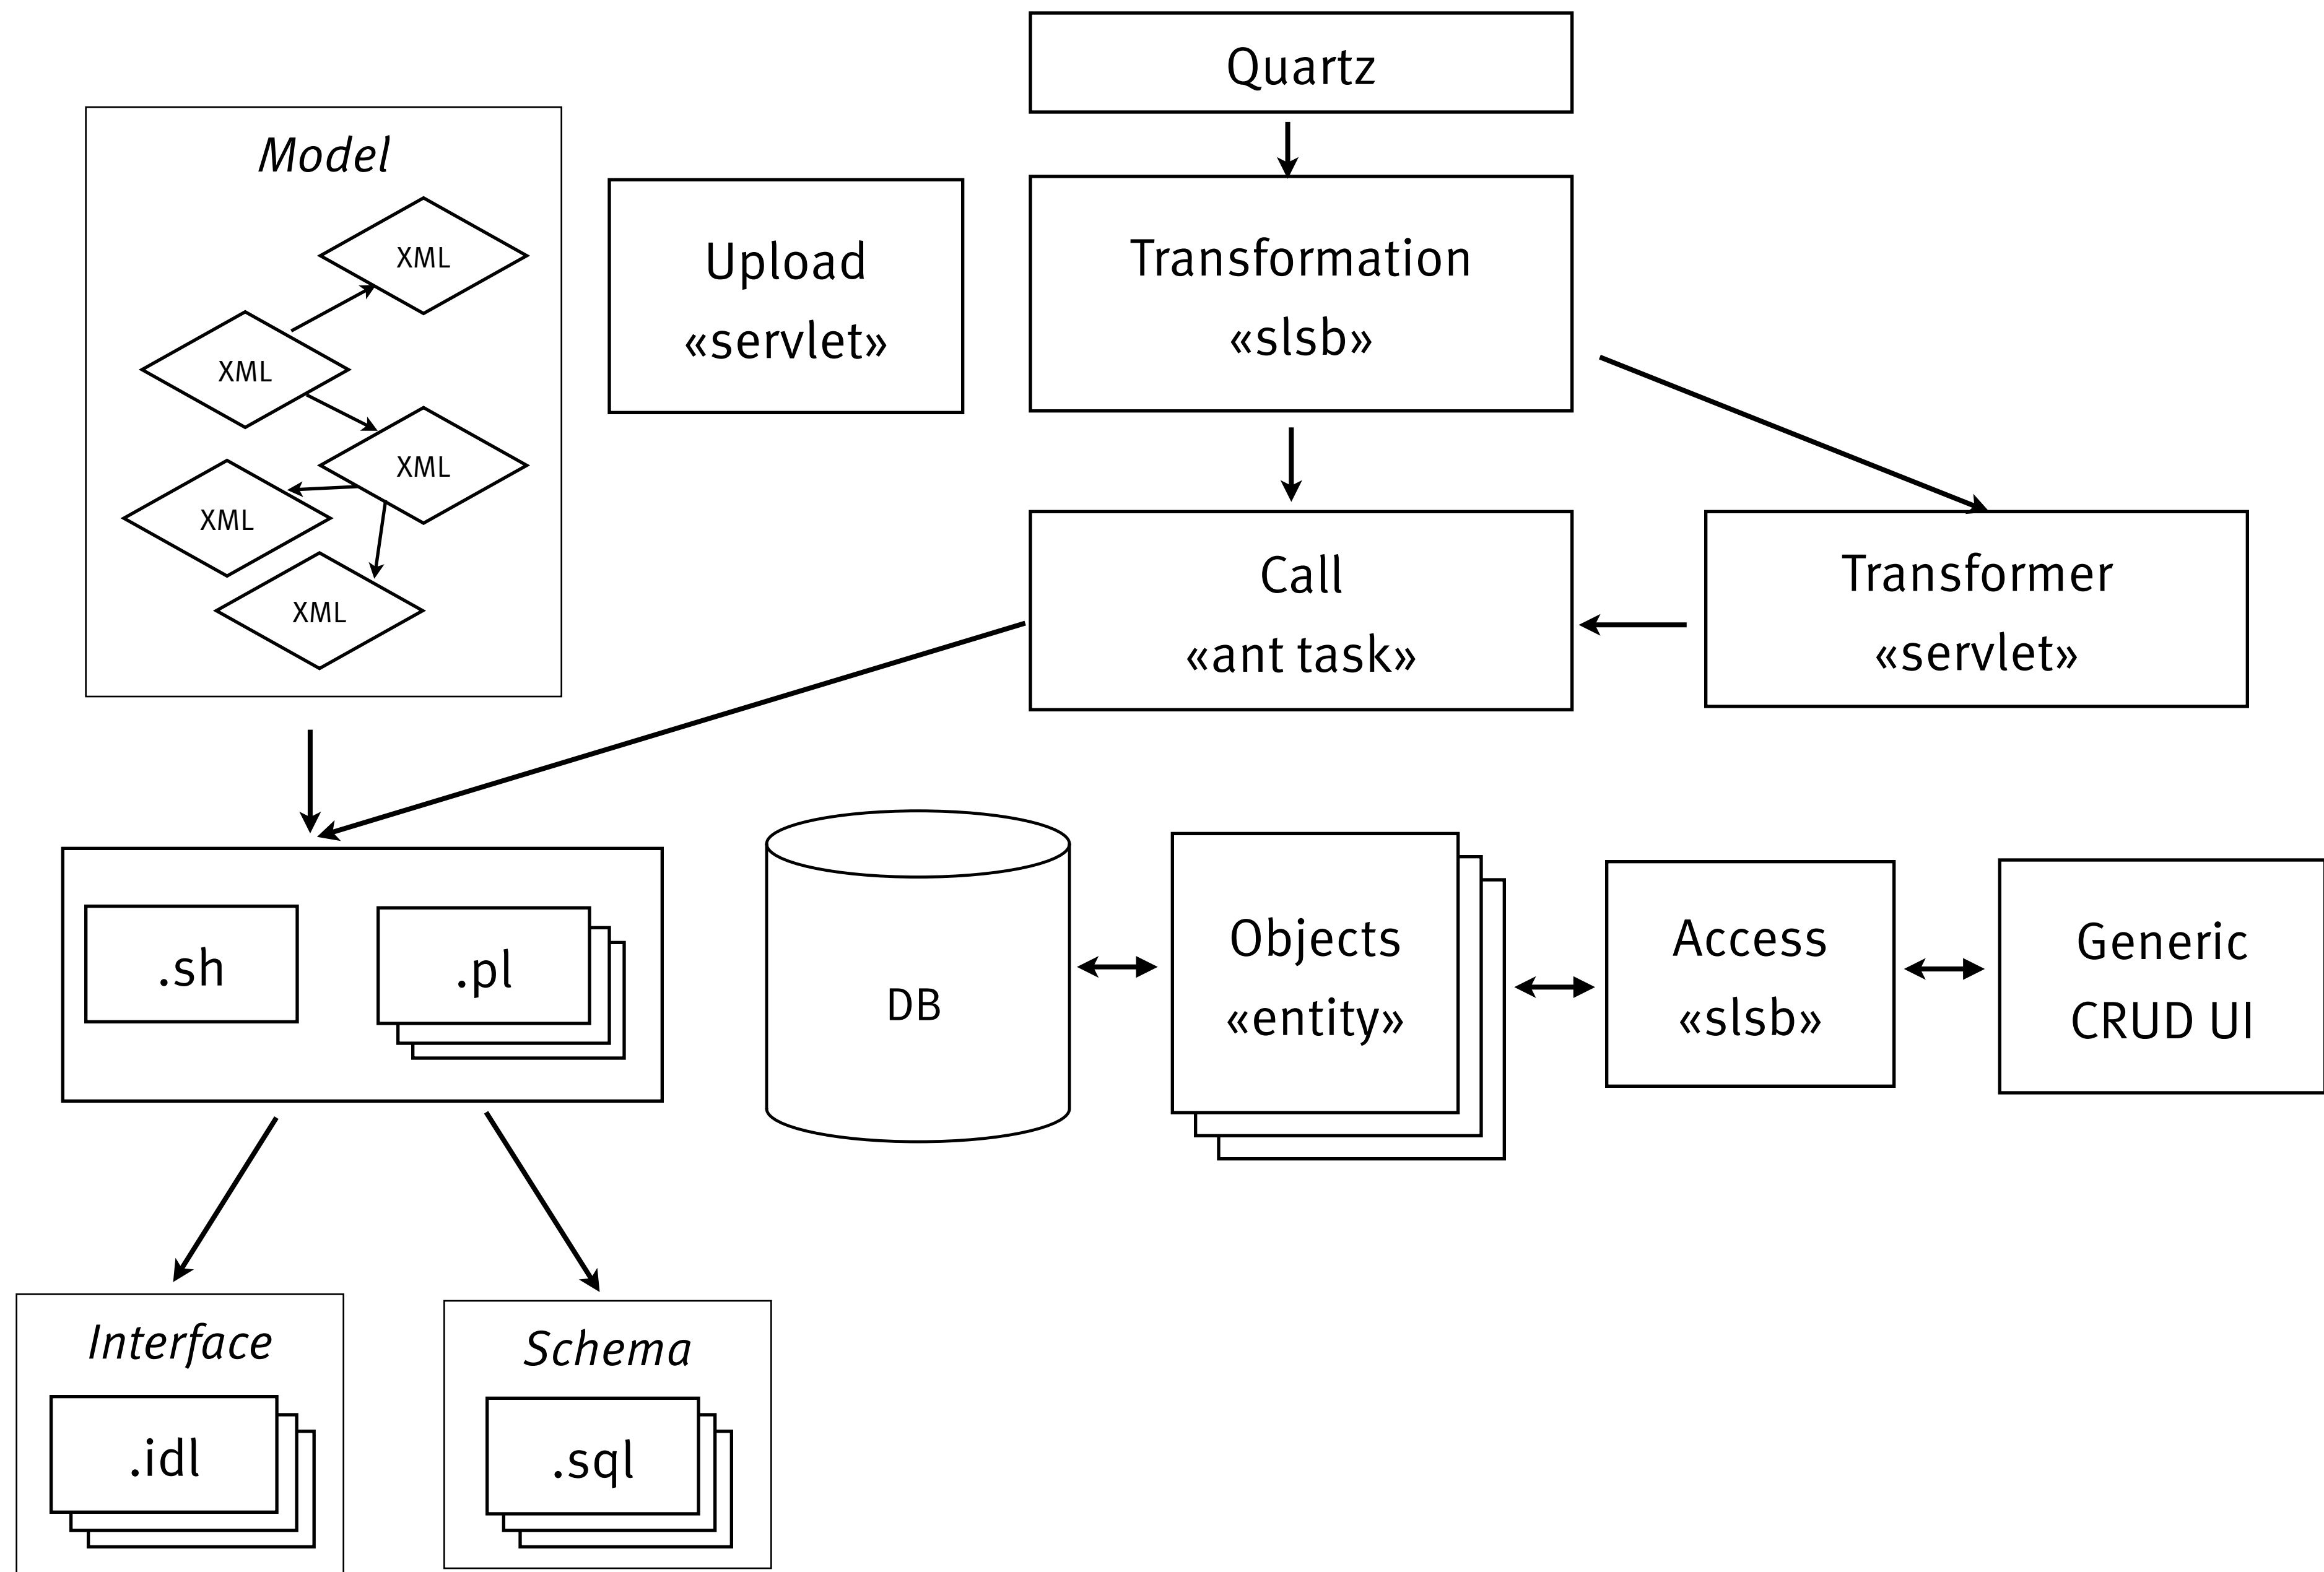 Quartz
Model
XML
XML
XML
XML
XML
Upload
«servlet»
Transformation
«slsb»
Call
«ant task»
Transformer
«servlet»
.sh
.pl
DB
Objects
«entity»
Access
«slsb»
Generic
CRUD UI
Interface
.idl
Schema
.sql